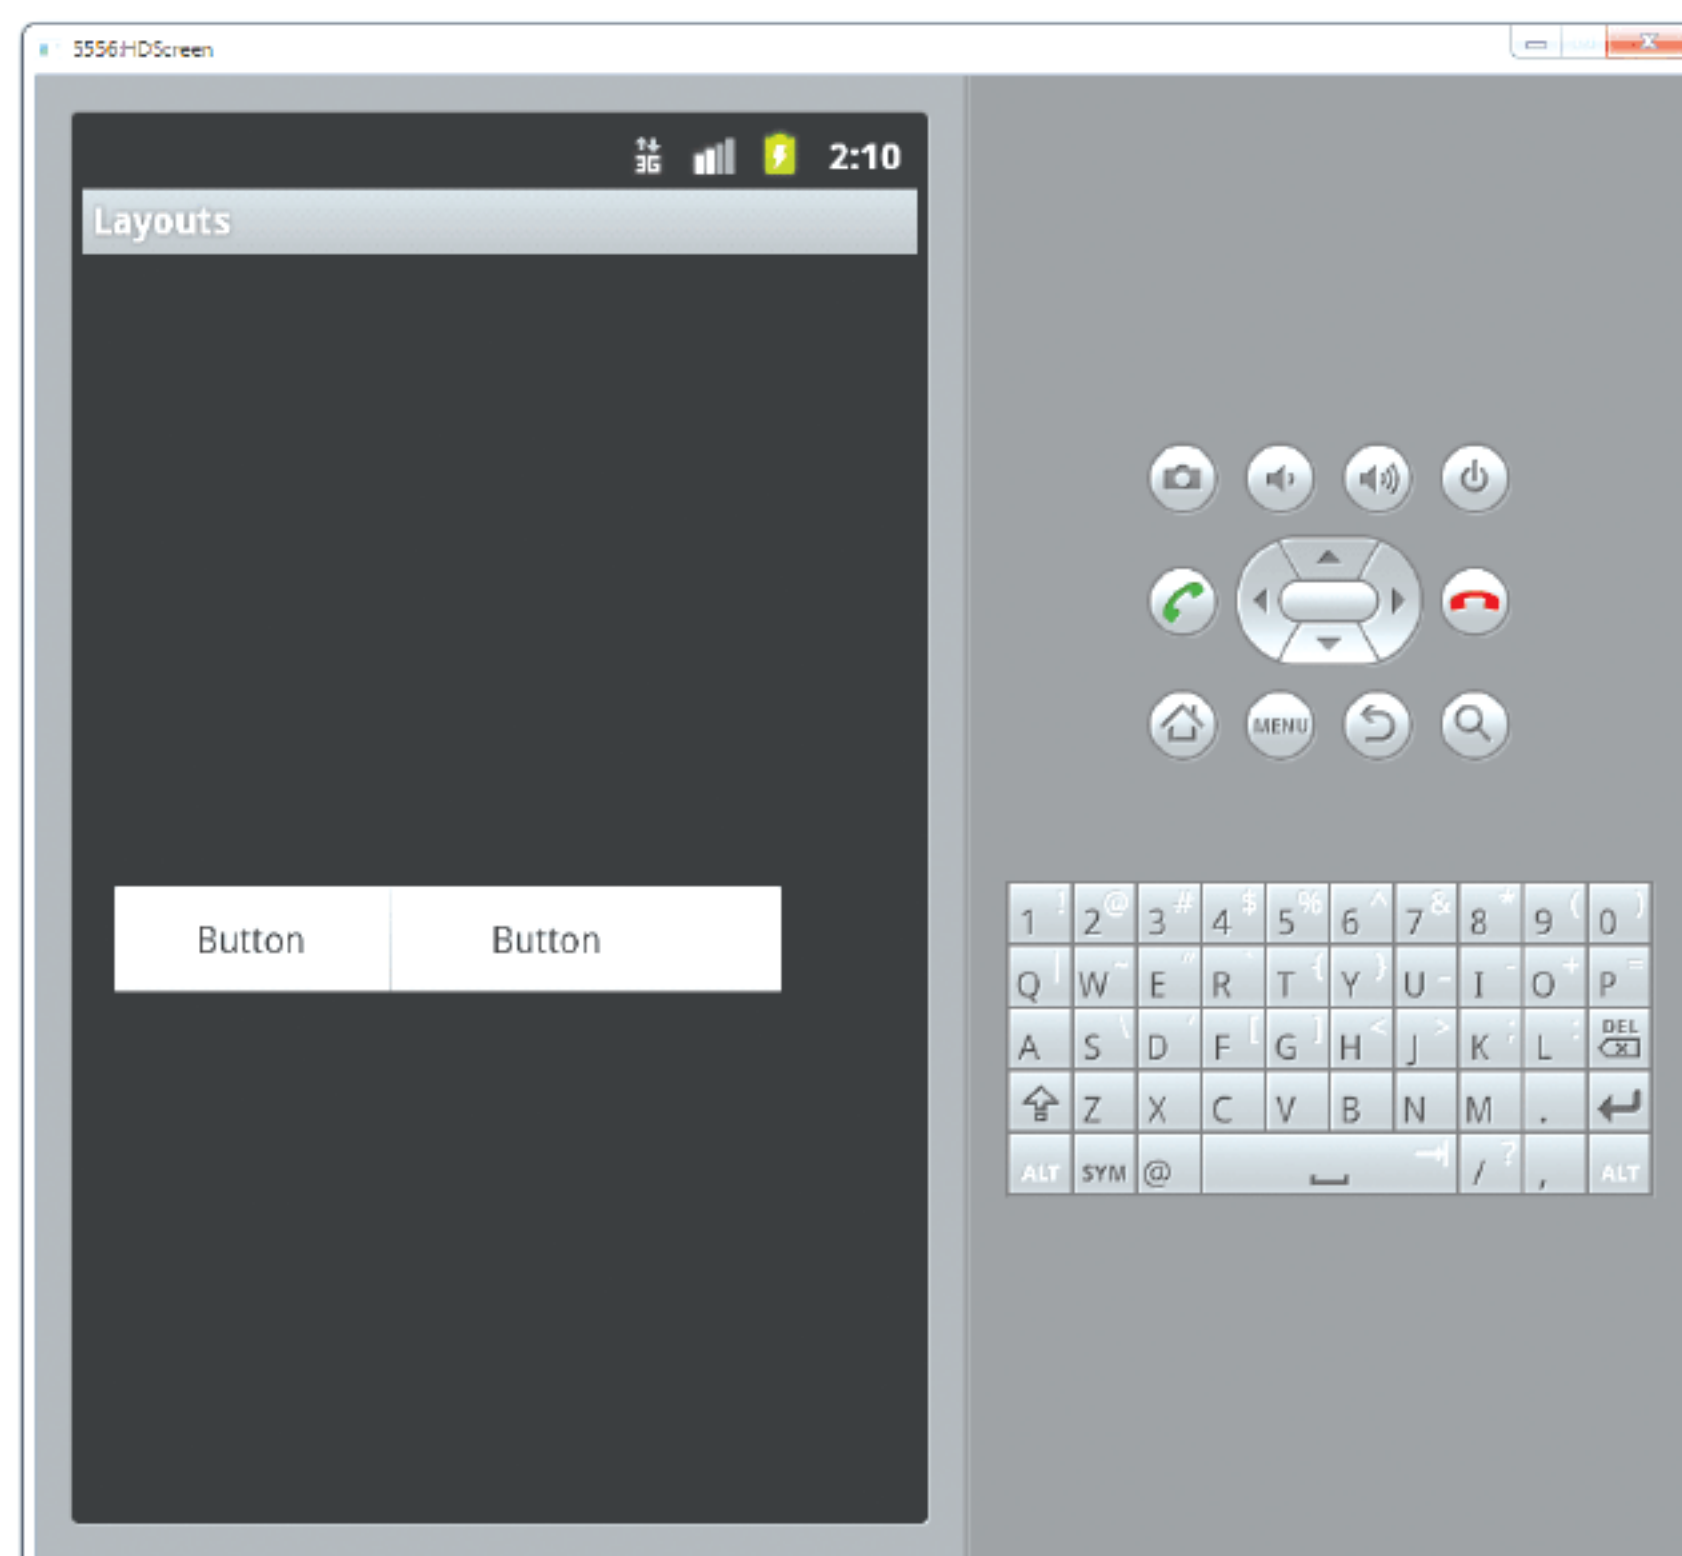 5556:HDScreen
3G 2:10
Layouts
Button Button
MENU
1 ! 2 @ 3 # 4 $ 5 % 6 ^ 7 & 8 * 9 ( 0 )
Q | W ~ E " R ` T { Y } U _ I - O + P =
A S \ D ' F [ G ] H < J > K ; L : DEL
Z X C V B N M .
ALT SYM @ / ? , ALT